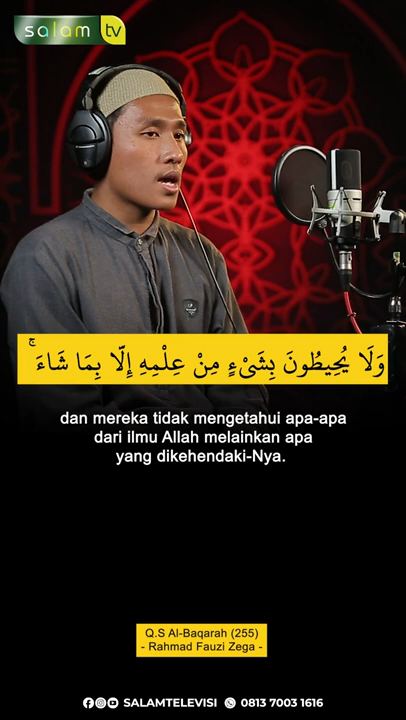 salam tv
وَلَا يُحِيطُونَ بِشَىْءٍ مِنْ عِلْمِهِ إِلَّا بِمَا شَاءَ ۚ
dan mereka tidak mengetahui apa-apa
dari ilmu Allah melainkan apa
yang dikehendaki-Nya.
Q.S Al-Baqarah (255)
- Rahmad Fauzi Zega -
SALAMTELEVISI 0813 7003 1616